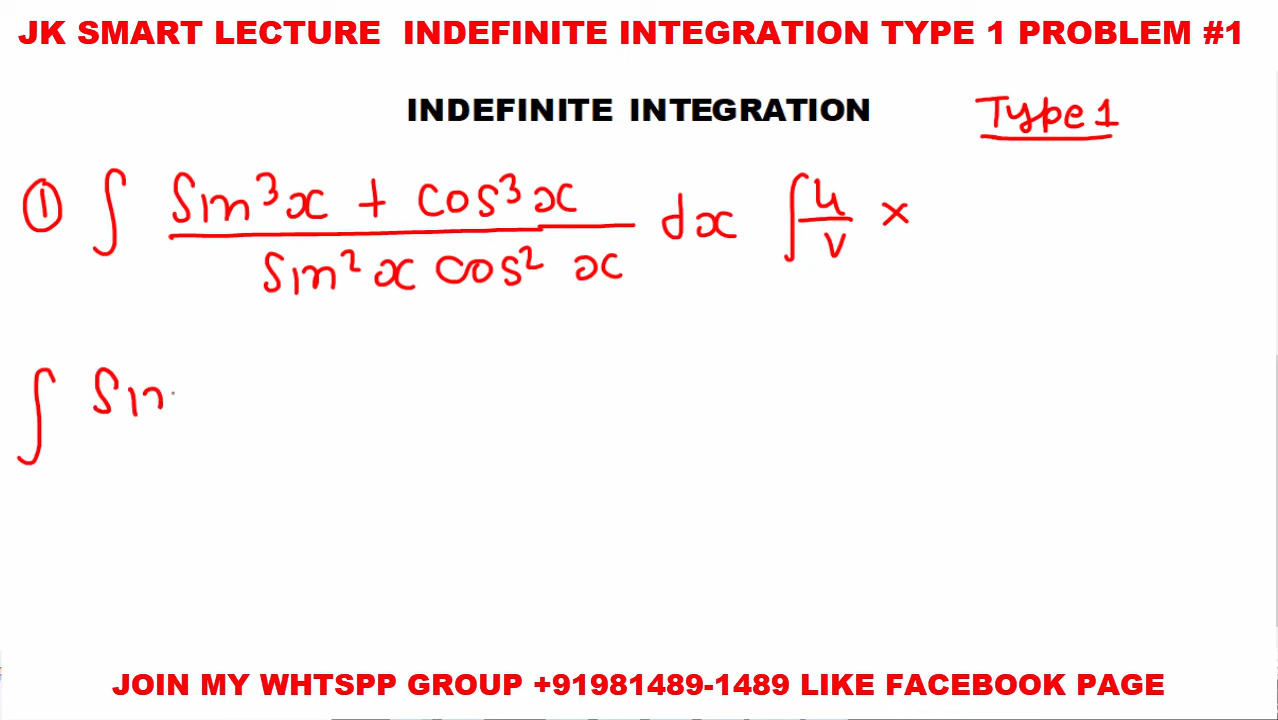 JK SMART LECTURE INDEFINITE INTEGRATION TYPE 1 PROBLEM #1
INDEFINITE INTEGRATION Type 1
① ∫ (Sin³x + cos³x) / (Sin²x cos²x) dx ∫ u/v ×
∫ Sin
JOIN MY WHTSPP GROUP +91981489-1489 LIKE FACEBOOK PAGE